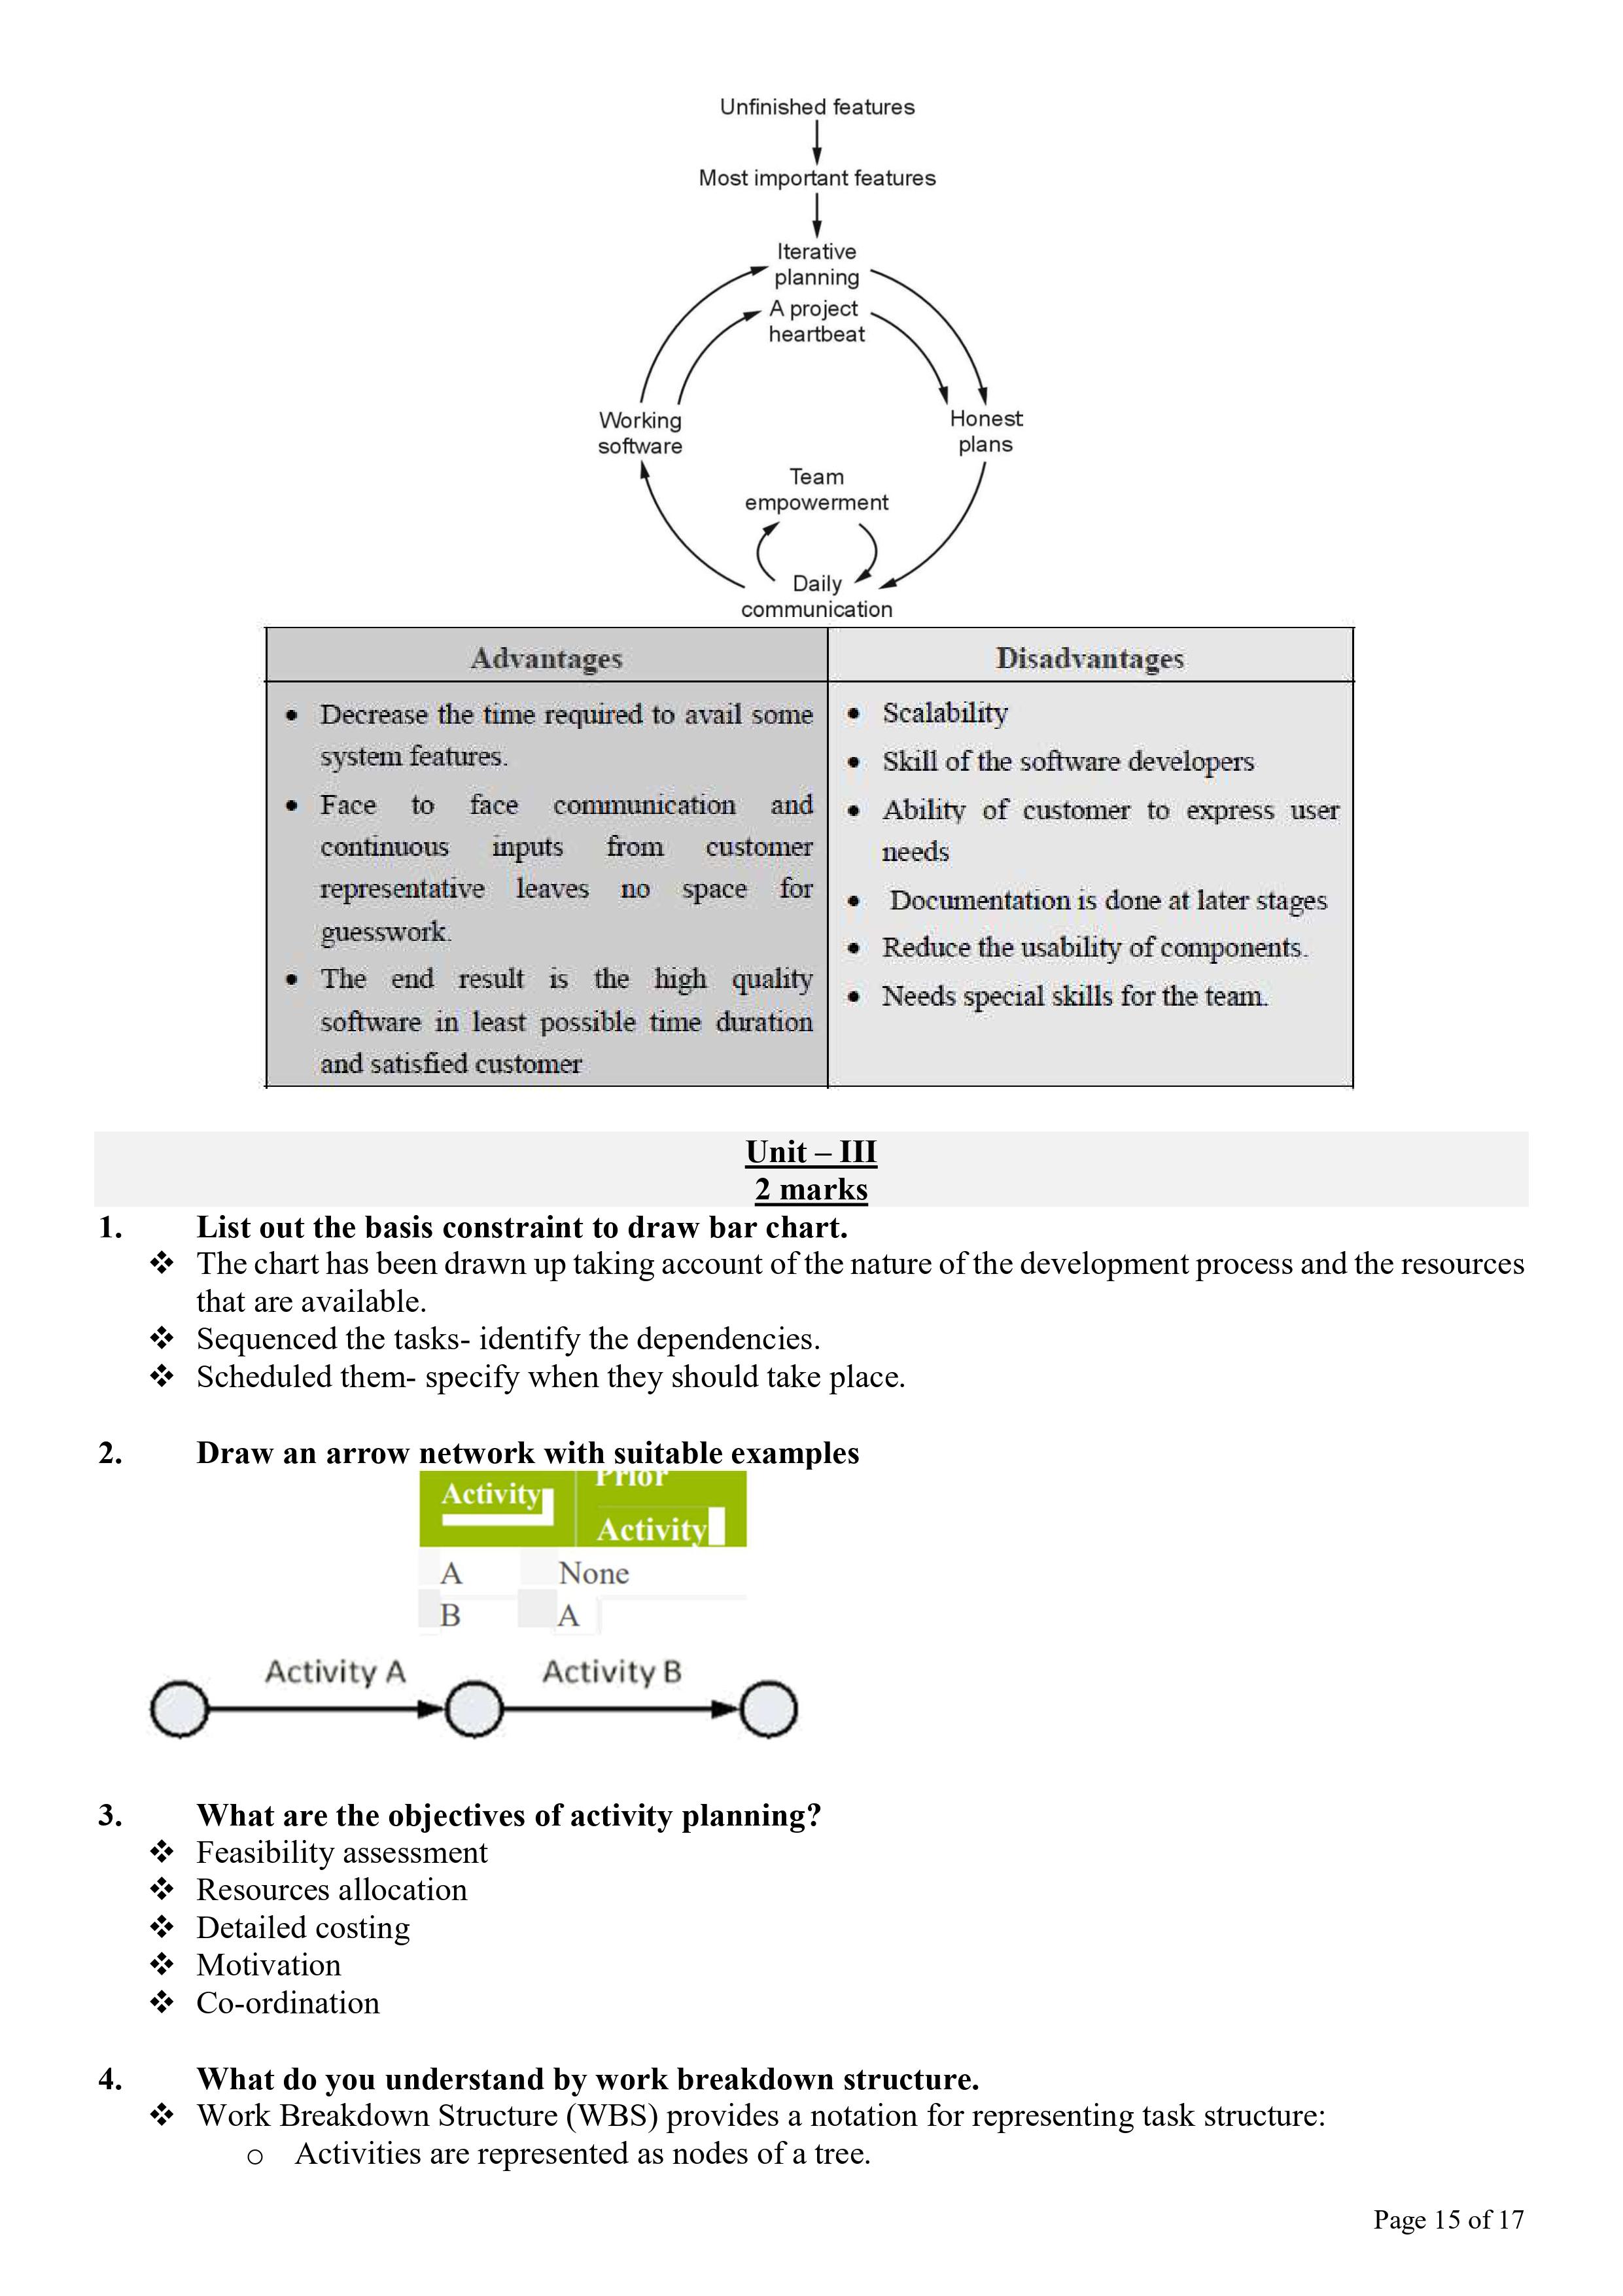 Unfinished features
Most important features
Iterative
planning
A project
heartbeat
Working
software
Honest
plans
Team
empowerment
Daily
communication
Advantages
Disadvantages
• Decrease the time required to avail some
system features.
• Face to face communication and
continuous inputs from customer
representative leaves no space for
guesswork.
• The end result is the high quality
software in least possible time duration
and satisfied customer
• Scalability
• Skill of the software developers
• Ability of customer to express user
needs
• Documentation is done at later stages
• Reduce the usability of components.
• Needs special skills for the team.
Unit – III
2 marks
1. List out the basis constraint to draw bar chart.
❖ The chart has been drawn up taking account of the nature of the development process and the resources
that are available.
❖ Sequenced the tasks- identify the dependencies.
❖ Scheduled them- specify when they should take place.
2. Draw an arrow network with suitable examples
Activity
Prior
Activity
A None
B A
Activity A
Activity B
3. What are the objectives of activity planning?
❖ Feasibility assessment
❖ Resources allocation
❖ Detailed costing
❖ Motivation
❖ Co-ordination
4. What do you understand by work breakdown structure.
❖ Work Breakdown Structure (WBS) provides a notation for representing task structure:
o Activities are represented as nodes of a tree.
Page 15 of 17